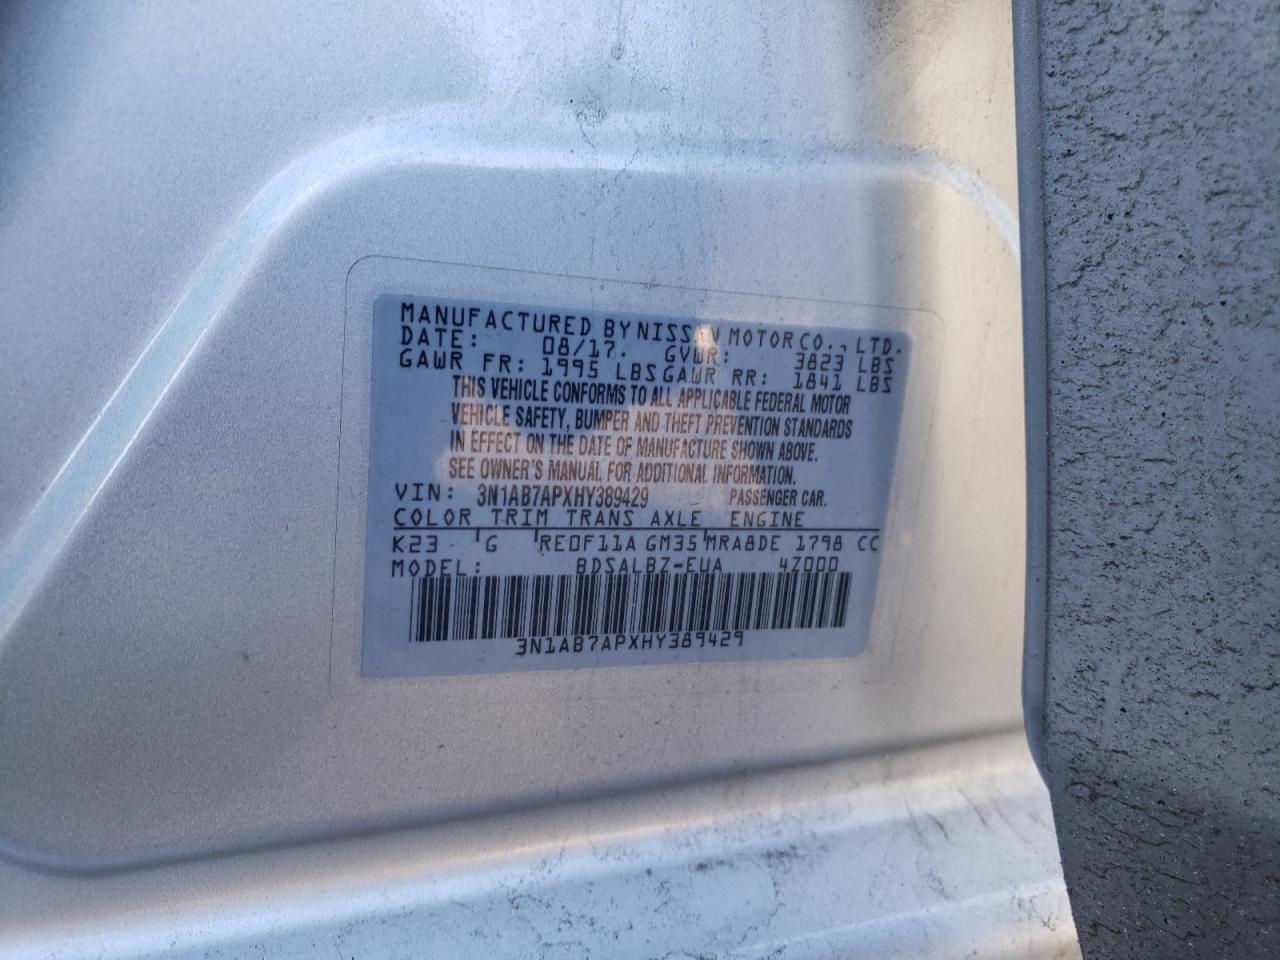 MANUFACTURED BY NISSAN MOTOR CO., LTD.
DATE: 08/17. GVWR: 3823 LBS
GAWR FR: 1995 LBS GAWR RR: 1841 LBS
THIS VEHICLE CONFORMS TO ALL APPLICABLE FEDERAL MOTOR
VEHICLE SAFETY, BUMPER AND THEFT PREVENTION STANDARDS
IN EFFECT ON THE DATE OF MANUFACTURE SHOWN ABOVE.
SEE OWNER'S MANUAL FOR ADDITIONAL INFORMATION.
VIN: 3N1AB7APXHY389429 PASSENGER CAR.
COLOR TRIM TRANS AXLE ENGINE
K23 G RE0F11A GM35 MRA8DE 1798 CC
MODEL: BDSALBZ-EUA 4Z000
3N1AB7APXHY389429